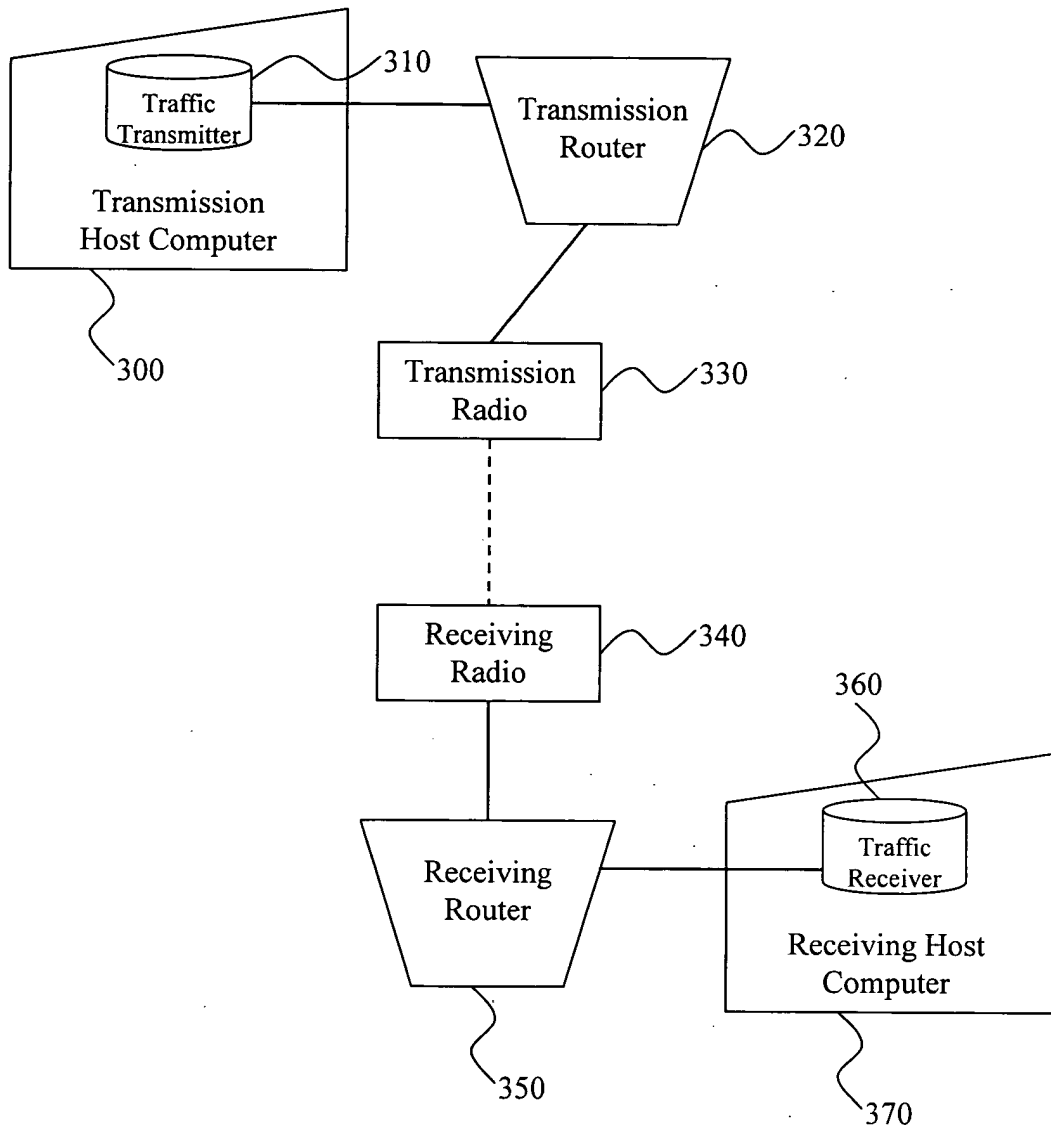 310
Traffic
Transmitter
Transmission
Router
320
Transmission
Host Computer
300
Transmission
Radio
330
Receiving
Radio
340
360
Traffic
Receiver
Receiving
Router
Receiving Host
Computer
350
370